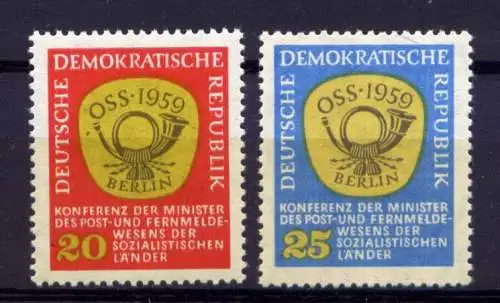 DEUTSCHE DEMOKRATISCHE REPUBLIK
OSS·1959
BERLIN
KONFERENZ DER MINISTER
DES POST- UND FERNMELDE-
WESENS DER
SOZIALISTISCHEN
LÄNDER
20
DEUTSCHE DEMOKRATISCHE REPUBLIK
OSS·1959
BERLIN
KONFERENZ DER MINISTER
DES POST- UND FERNMELDE-
WESENS DER
SOZIALISTISCHEN
LÄNDER
25